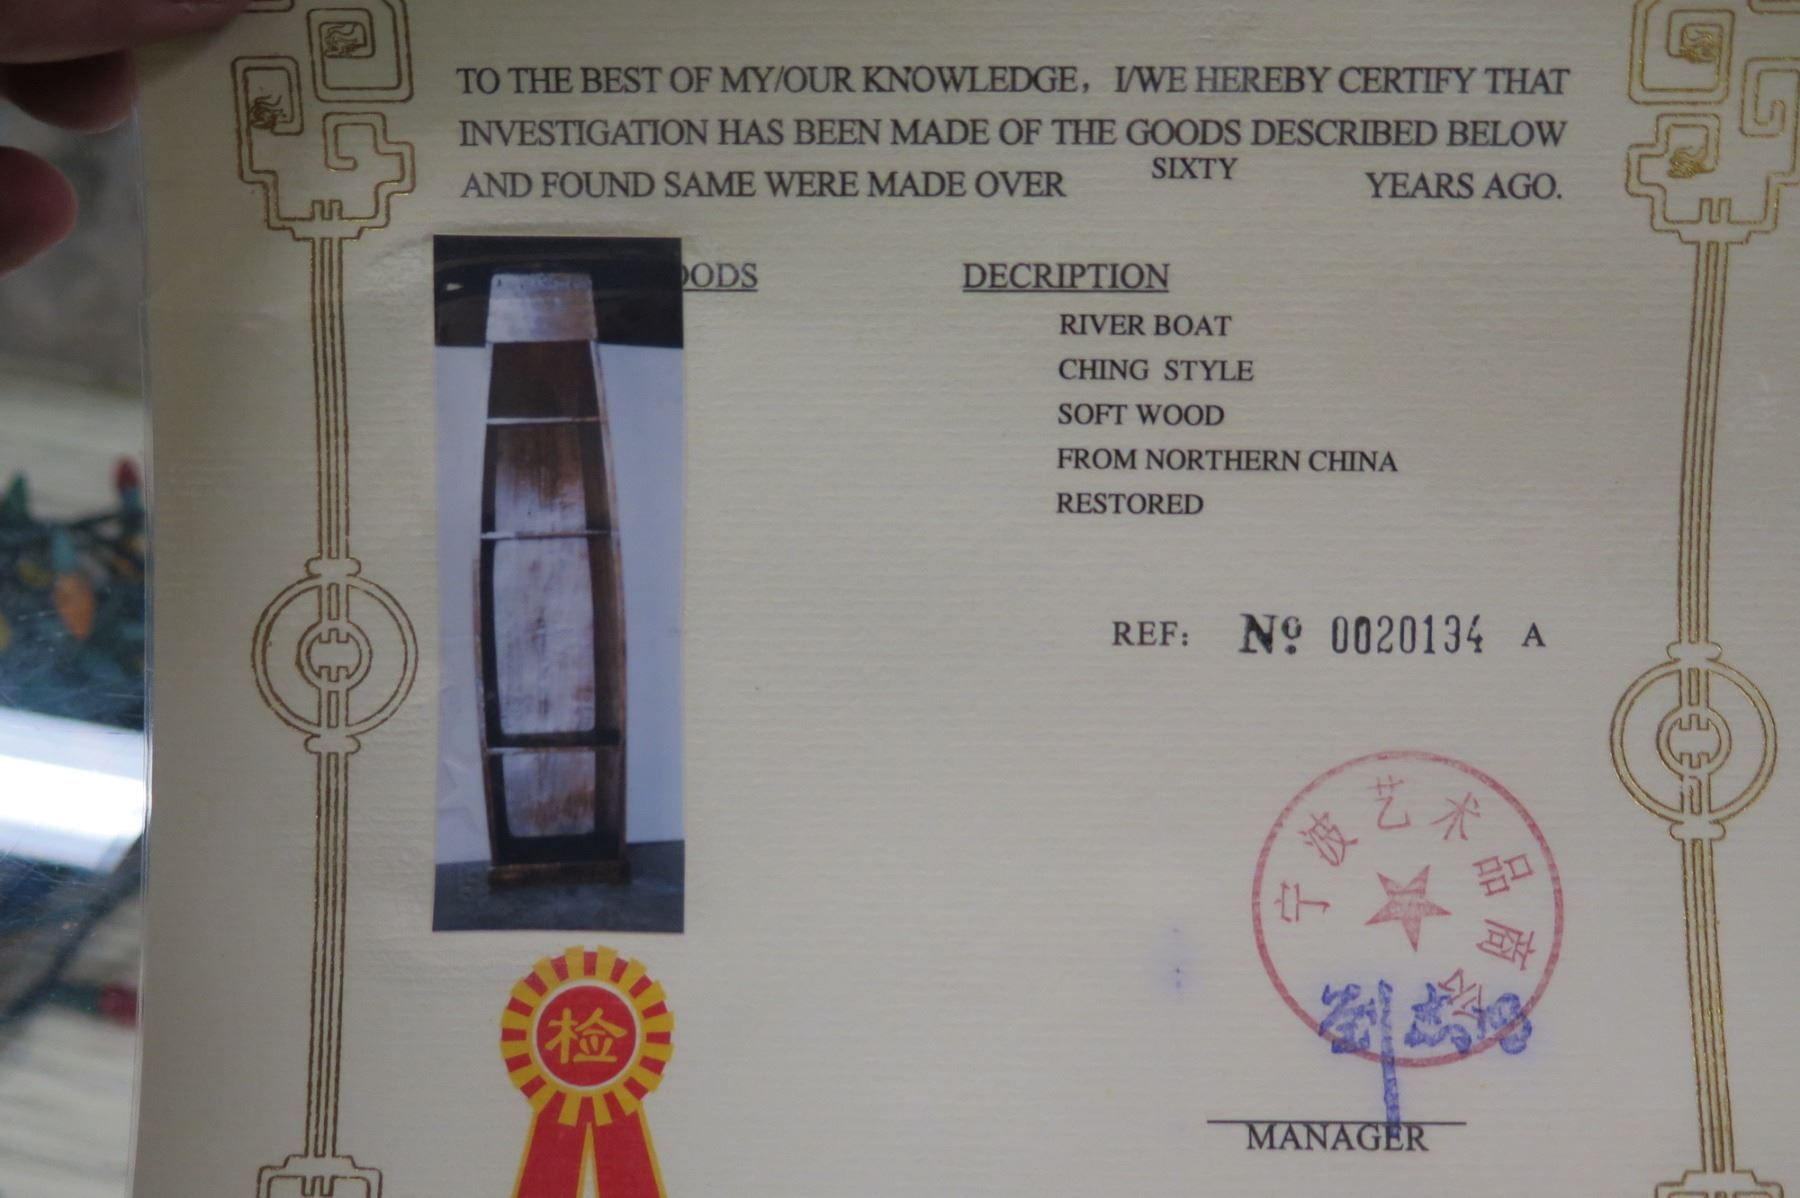 TO THE BEST OF MY/OUR KNOWLEDGE, I/WE HEREBY CERTIFY THAT
INVESTIGATION HAS BEEN MADE OF THE GOODS DESCRIBED BELOW
AND FOUND SAME WERE MADE OVER SIXTY YEARS AGO.
OODS DECRIPTION
RIVER BOAT
CHING STYLE
SOFT WOOD
FROM NORTHERN CHINA
RESTORED
REF: Nº 0020134 A
宁波艺术品商会
检
MANAGER